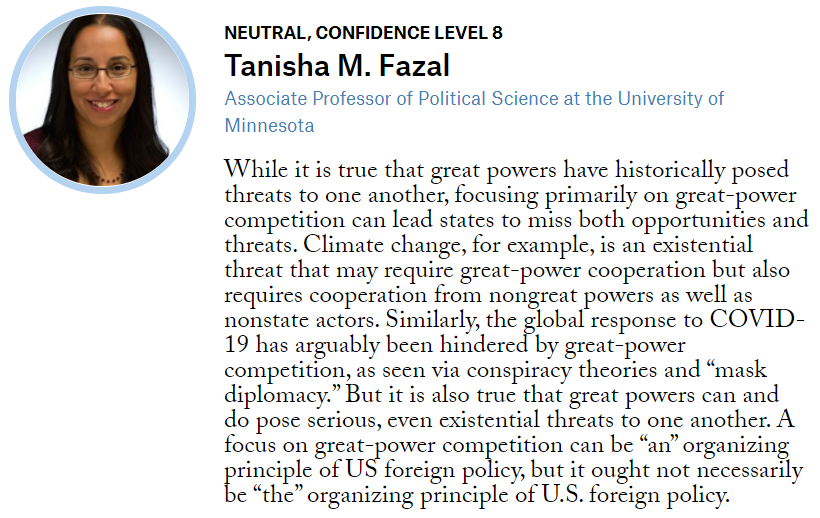 NEUTRAL, CONFIDENCE LEVEL 8
Tanisha M. Fazal
Associate Professor of Political Science at the University of
Minnesota
While it is true that great powers have historically posed
threats to one another, focusing primarily on great-power
competition can lead states to miss both opportunities and
threats. Climate change, for example, is an existential
threat that may require great-power cooperation but also
requires cooperation from nongreat powers as well as
nonstate actors. Similarly, the global response to COVID-
19 has arguably been hindered by great-power
competition, as seen via conspiracy theories and “mask
diplomacy.” But it is also true that great powers can and
do pose serious, even existential threats to one another. A
focus on great-power competition can be “an” organizing
principle of US foreign policy, but it ought not necessarily
be “the” organizing principle of U.S. foreign policy.